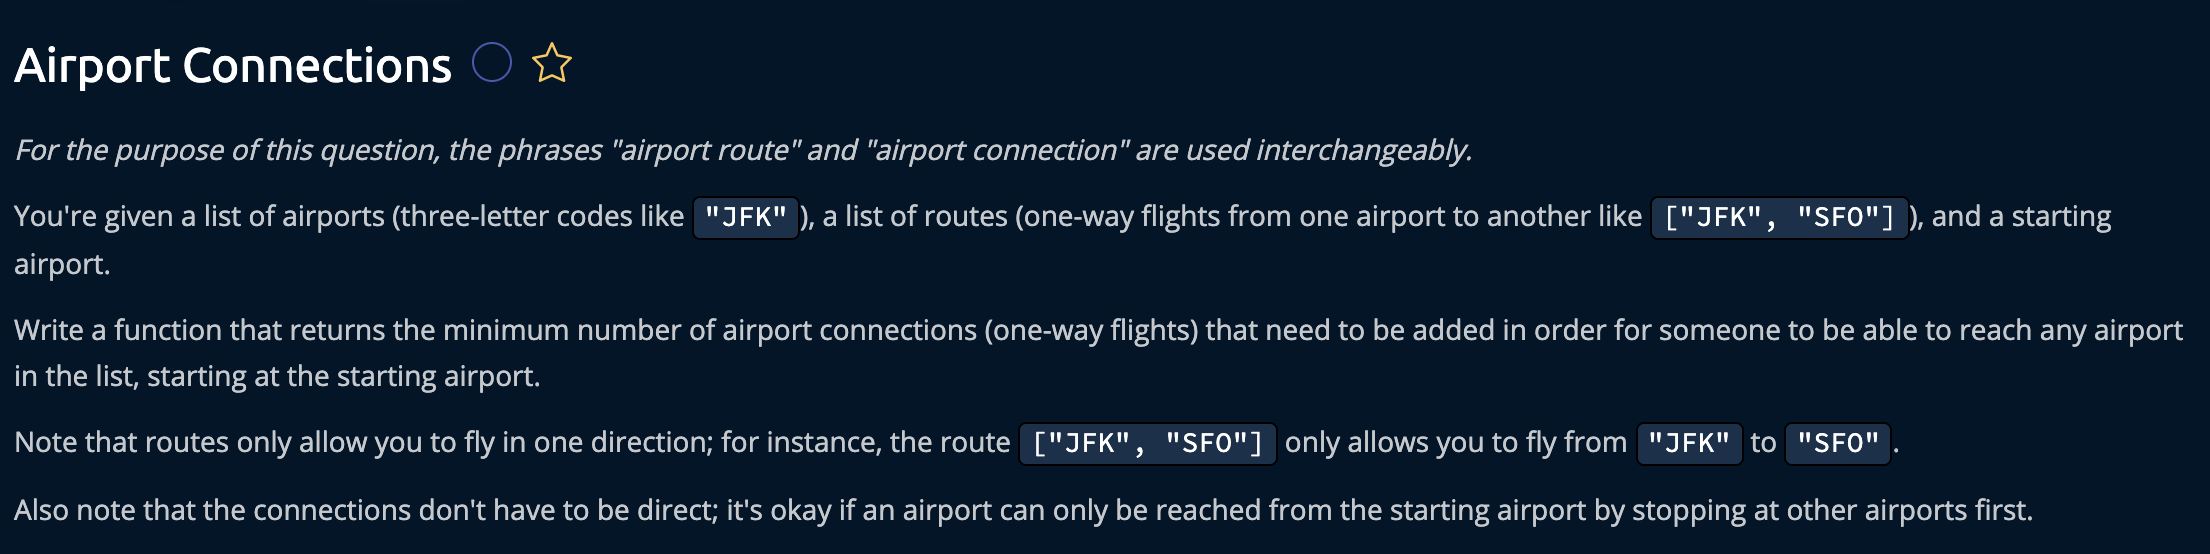 Airport Connections
For the purpose of this question, the phrases "airport route" and "airport connection" are used interchangeably.
You're given a list of airports (three-letter codes like "JFK"), a list of routes (one-way flights from one airport to another like ["JFK", "SFO"]), and a starting
airport.
Write a function that returns the minimum number of airport connections (one-way flights) that need to be added in order for someone to be able to reach any airport
in the list, starting at the starting airport.
Note that routes only allow you to fly in one direction; for instance, the route ["JFK", "SFO"] only allows you to fly from "JFK" to "SFO".
Also note that the connections don't have to be direct; it's okay if an airport can only be reached from the starting airport by stopping at other airports first.